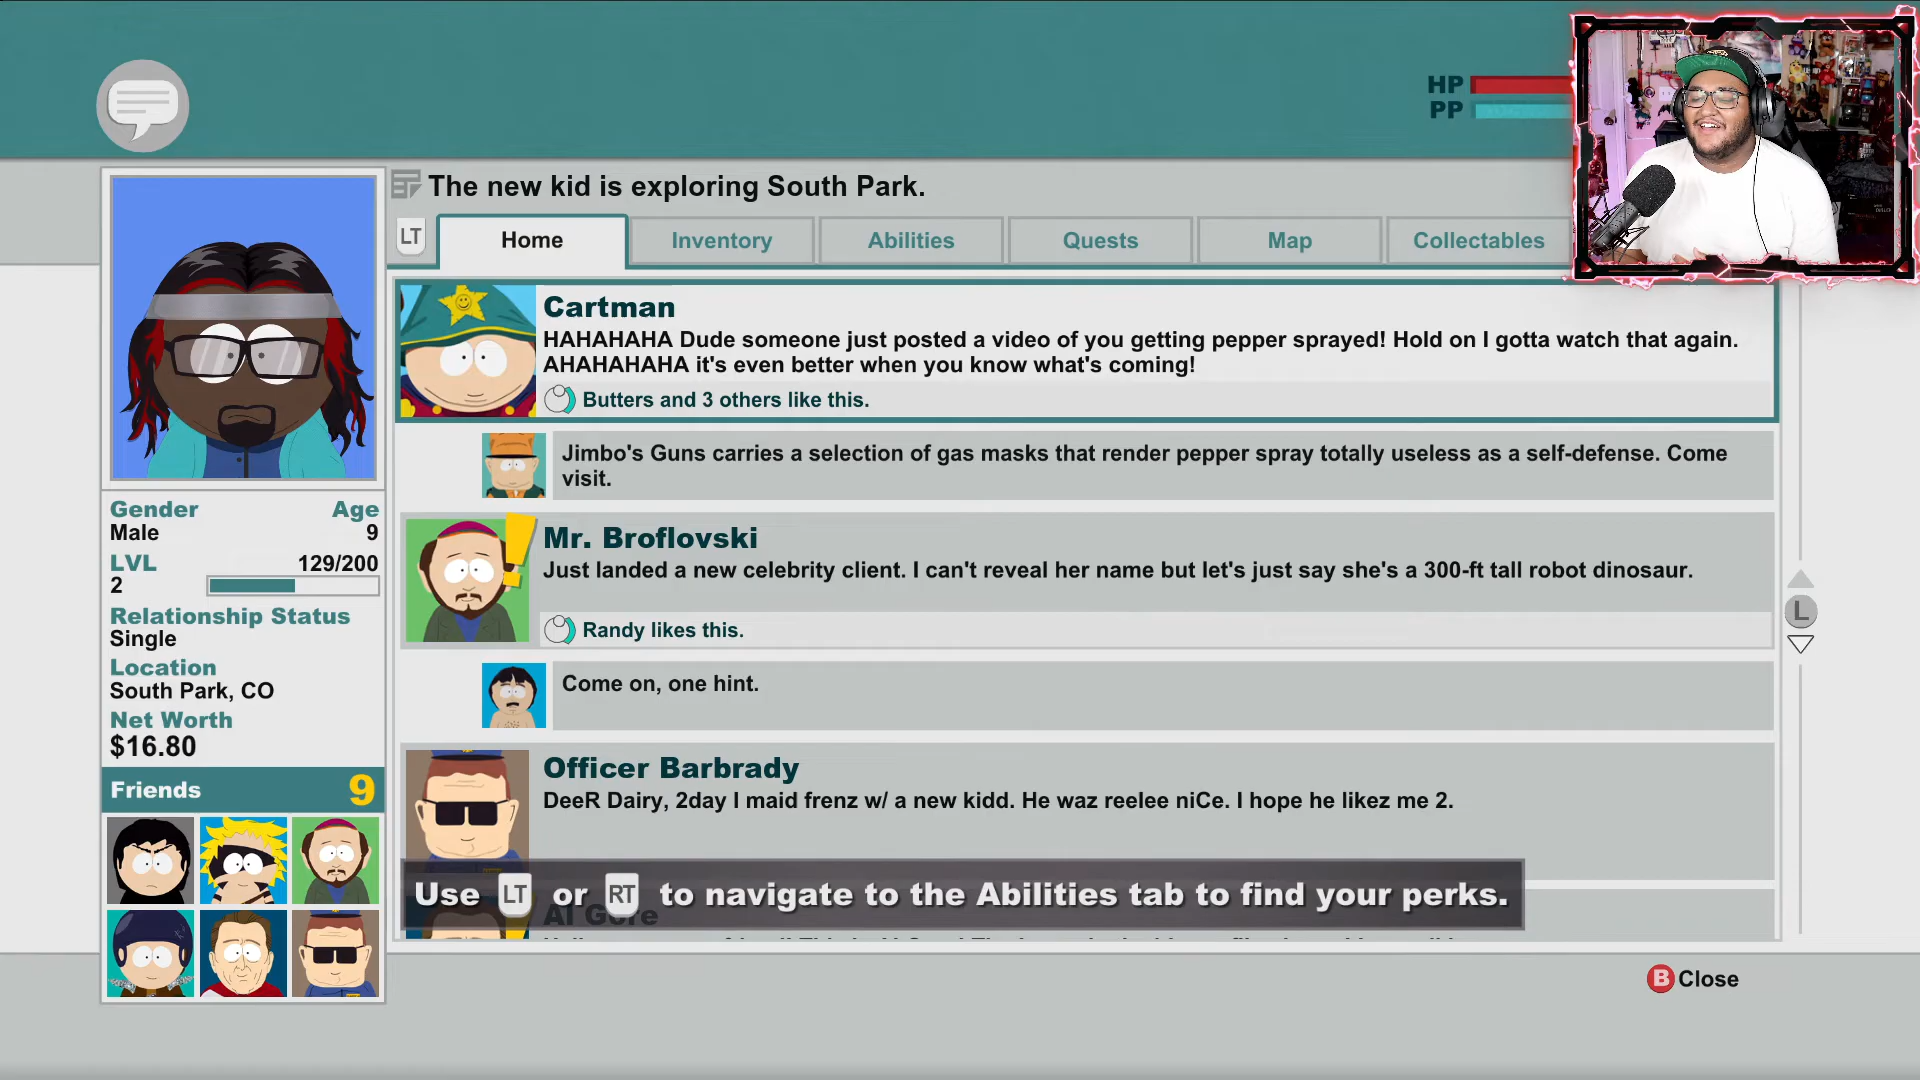 HP
PP
The new kid is exploring South Park.
LT
Home
Inventory
Abilities
Quests
Map
Collectables
Cartman
HAHAHAHA Dude someone just posted a video of you getting pepper sprayed! Hold on I gotta watch that again.
AHAHAHAHA it's even better when you know what's coming!
Butters and 3 others like this.
Jimbo's Guns carries a selection of gas masks that render pepper spray totally useless as a self-defense. Come
visit.
Mr. Broflovski
Just landed a new celebrity client. I can't reveal her name but let's just say she's a 300-ft tall robot dinosaur.
Randy likes this.
Come on, one hint.
Officer Barbrady
DeeR Dairy, 2day I maid frenz w/ a new kidd. He waz reelee niCe. I hope he likez me 2.
Al Gore
Use LT or RT to navigate to the Abilities tab to find your perks.
Gender Age
Male 9
LVL 129/200
2
Relationship Status
Single
Location
South Park, CO
Net Worth
$16.80
Friends 9
L
B Close